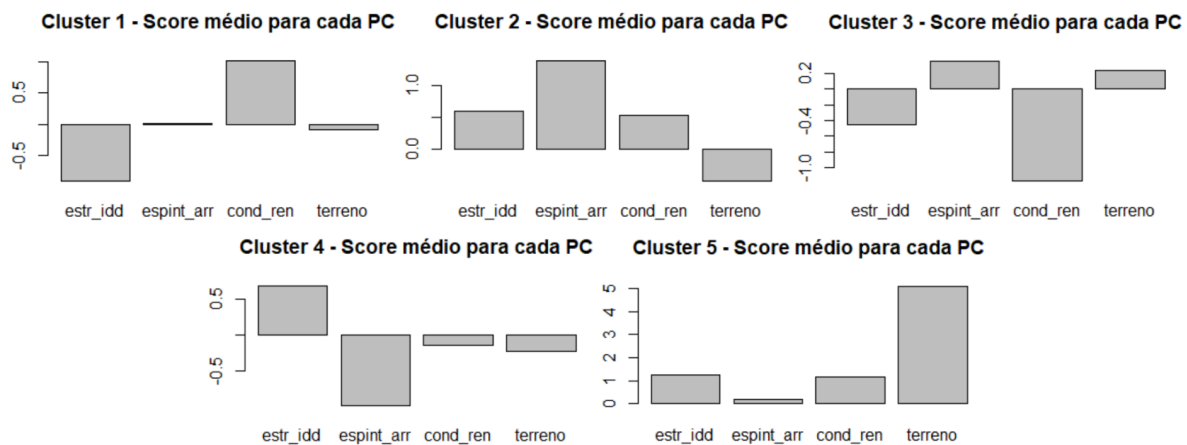 Cluster 1 - Score médio para cada PC
0.5
-0.5
estr_idd espint_arr cond_ren terreno
Cluster 2 - Score médio para cada PC
1.0
0.0
estr_idd espint_arr cond_ren terreno
Cluster 3 - Score médio para cada PC
0.2
-0.4
-1.0
estr_idd espint_arr cond_ren terreno
Cluster 4 - Score médio para cada PC
0.5
-0.5
estr_idd espint_arr cond_ren terreno
Cluster 5 - Score médio para cada PC
5
4
3
2
1
0
estr_idd espint_arr cond_ren terreno